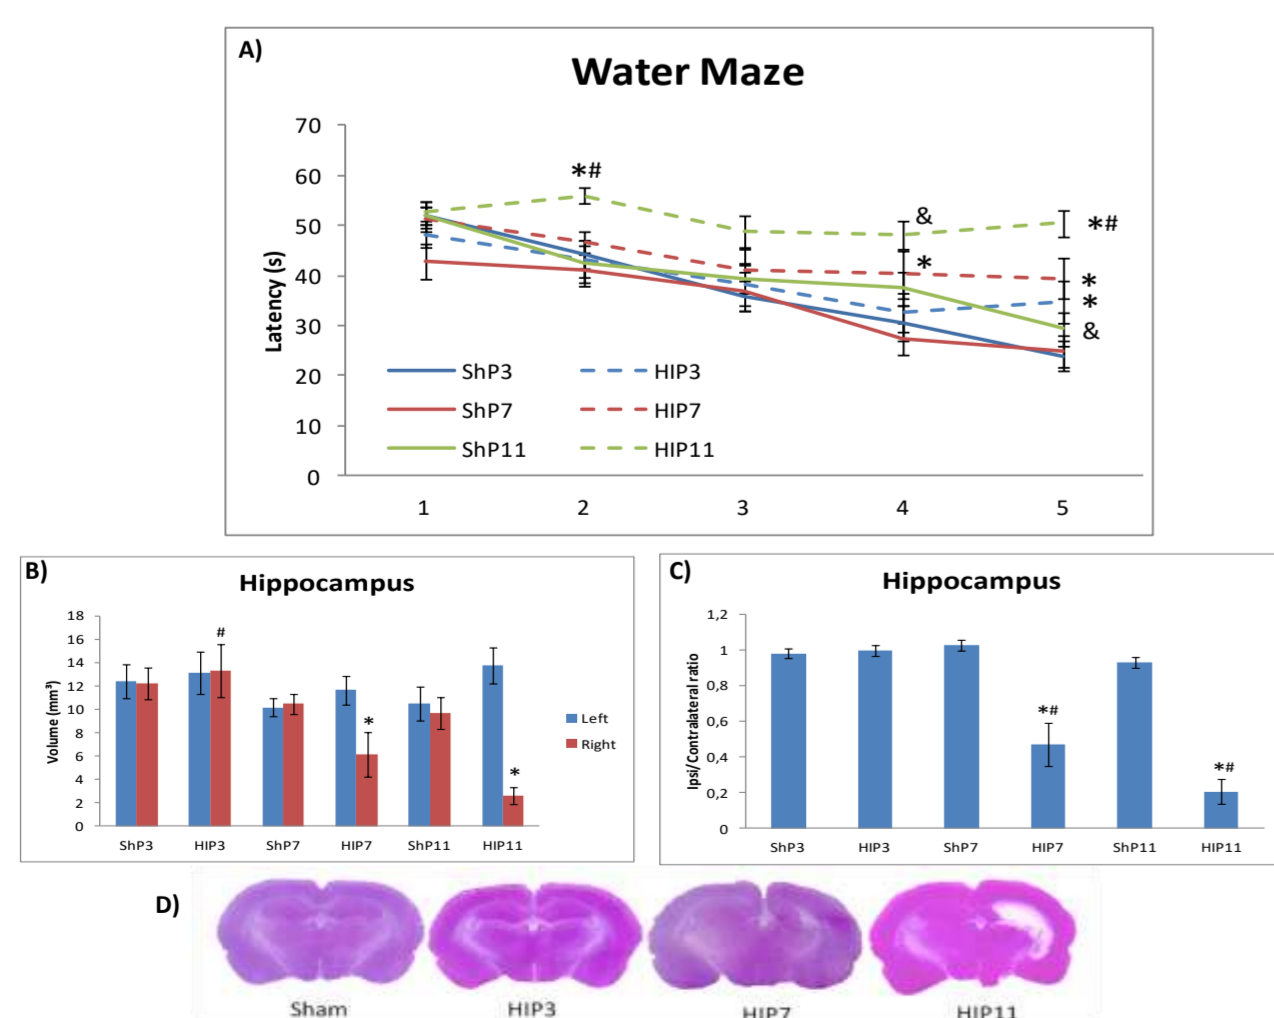 A)
Water Maze
Latency (s)
70
60
50
40
30
20
10
0
*#
&
*
*#
*
*
&
ShP3 HIP3
ShP7 HIP7
ShP11 HIP11
1 2 3 4 5
B)
Hippocampus
Volume (mm³)
18
16
14
12
10
8
6
4
2
0
#
*
*
Left
Right
ShP3 HIP3 ShP7 HIP7 ShP11 HIP11
C)
Hippocampus
Ipsi/Contralateral ratio
1,2
1
0,8
0,6
0,4
0,2
0
*#
*#
ShP3 HIP3 ShP7 HIP7 ShP11 HIP11
D)
Sham HIP3 HIP7 HIP11